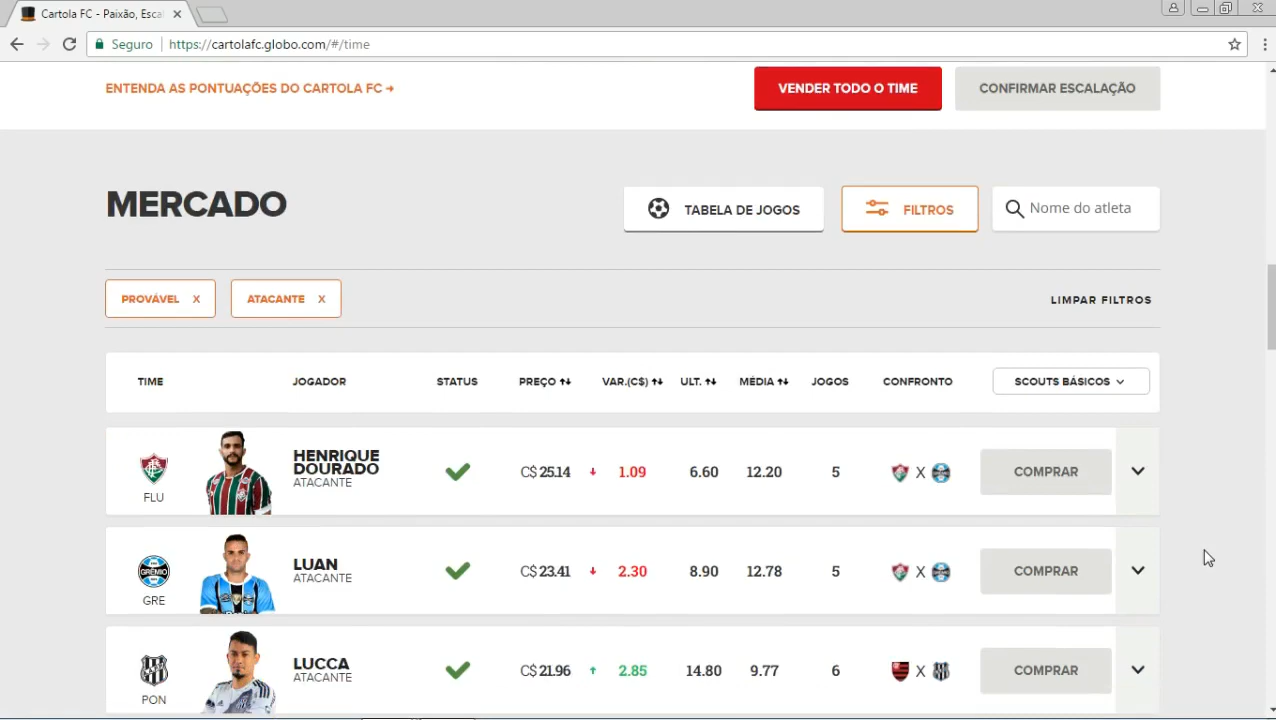 Cartola FC - Paixão, Esca
Seguro
https://cartolafc.globo.com/#/time
ENTENDA AS PONTUAÇÕES DO CARTOLA FC
VENDER TODO O TIME
CONFIRMAR ESCALAÇÃO
MERCADO
TABELA DE JOGOS
FILTROS
Nome do atleta
PROVÁVEL X
ATACANTE X
LIMPAR FILTROS
TIME JOGADOR STATUS PREÇO VAR.(C$) ULT. MÉDIA JOGOS CONFRONTO SCOUTS BÁSICOS
FLU
HENRIQUE
DOURADO
ATACANTE
C$ 25.14 1.09 6.60 12.20 5 X COMPRAR
GRÊMIO
GRE
LUAN
ATACANTE
C$ 23.41 2.30 8.90 12.78 5 X COMPRAR
PON
LUCCA
ATACANTE
C$ 21.96 2.85 14.80 9.77 6 X COMPRAR